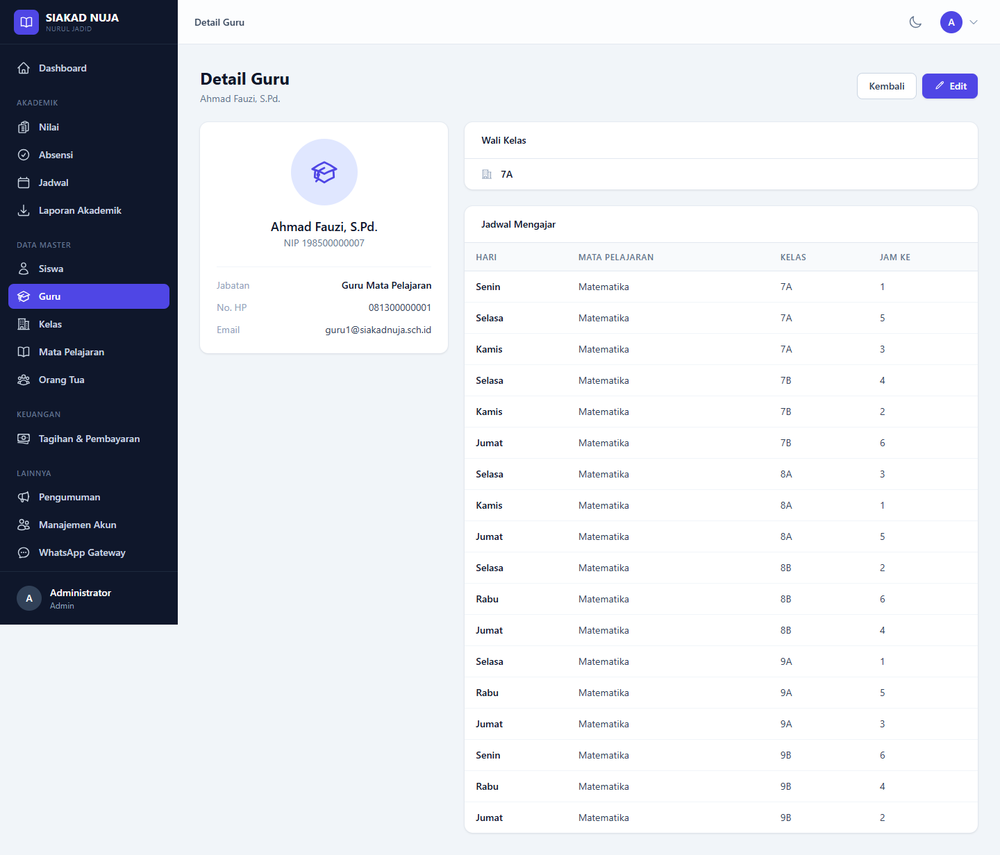 SIAKAD NUJA
NURUL JADID
Dashboard
AKADEMIK
Nilai
Absensi
Jadwal
Laporan Akademik
DATA MASTER
Siswa
Guru
Kelas
Mata Pelajaran
Orang Tua
KEUANGAN
Tagihan & Pembayaran
LAINNYA
Pengumuman
Manajemen Akun
WhatsApp Gateway
A
Administrator
Admin
Detail Guru
A
Detail Guru
Ahmad Fauzi, S.Pd.
Kembali
Edit
Ahmad Fauzi, S.Pd.
NIP 198500000007
Jabatan Guru Mata Pelajaran
No. HP 081300000001
Email guru1@siakadnuja.sch.id
Wali Kelas
7A
Jadwal Mengajar
HARI MATA PELAJARAN KELAS JAM KE
Senin Matematika 7A 1
Selasa Matematika 7A 5
Kamis Matematika 7A 3
Selasa Matematika 7B 4
Kamis Matematika 7B 2
Jumat Matematika 7B 6
Selasa Matematika 8A 3
Kamis Matematika 8A 1
Jumat Matematika 8A 5
Selasa Matematika 8B 2
Rabu Matematika 8B 6
Jumat Matematika 8B 4
Selasa Matematika 9A 1
Rabu Matematika 9A 5
Jumat Matematika 9A 3
Senin Matematika 9B 6
Rabu Matematika 9B 4
Jumat Matematika 9B 2